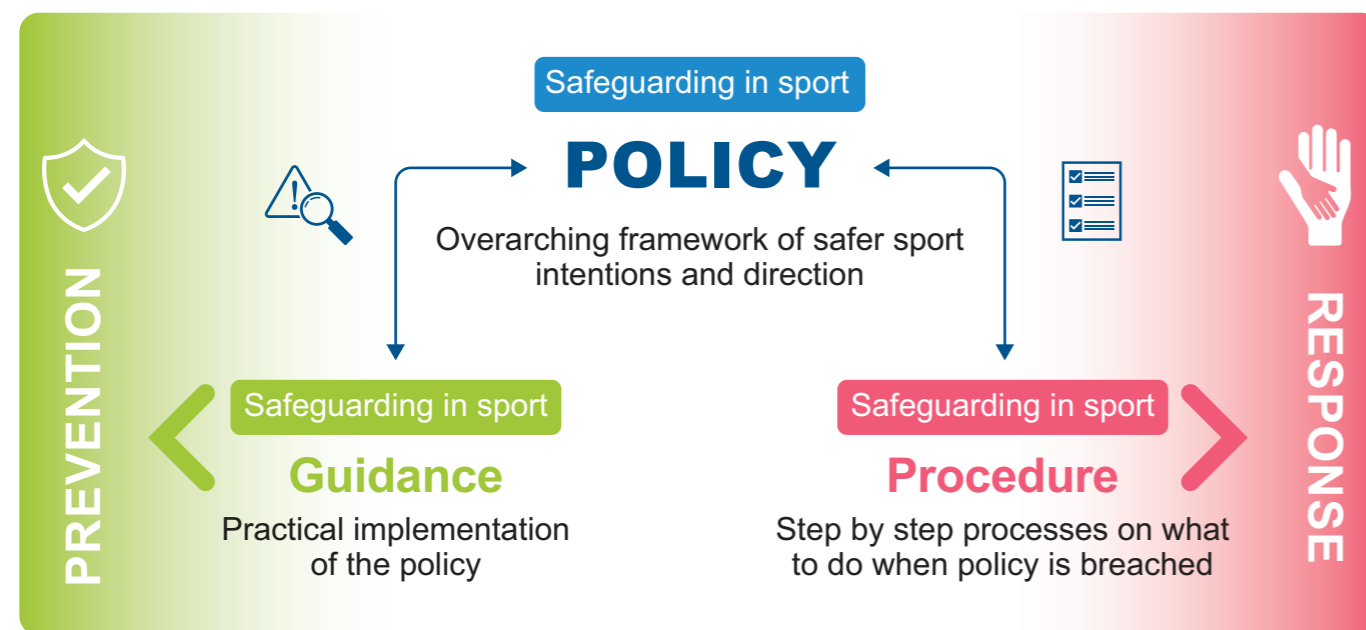 Safeguarding in sport
POLICY
Overarching framework of safer sport
intentions and direction
PREVENTION
Safeguarding in sport
Guidance
Practical implementation
of the policy
Safeguarding in sport
Procedure
Step by step processes on what
to do when policy is breached
RESPONSE